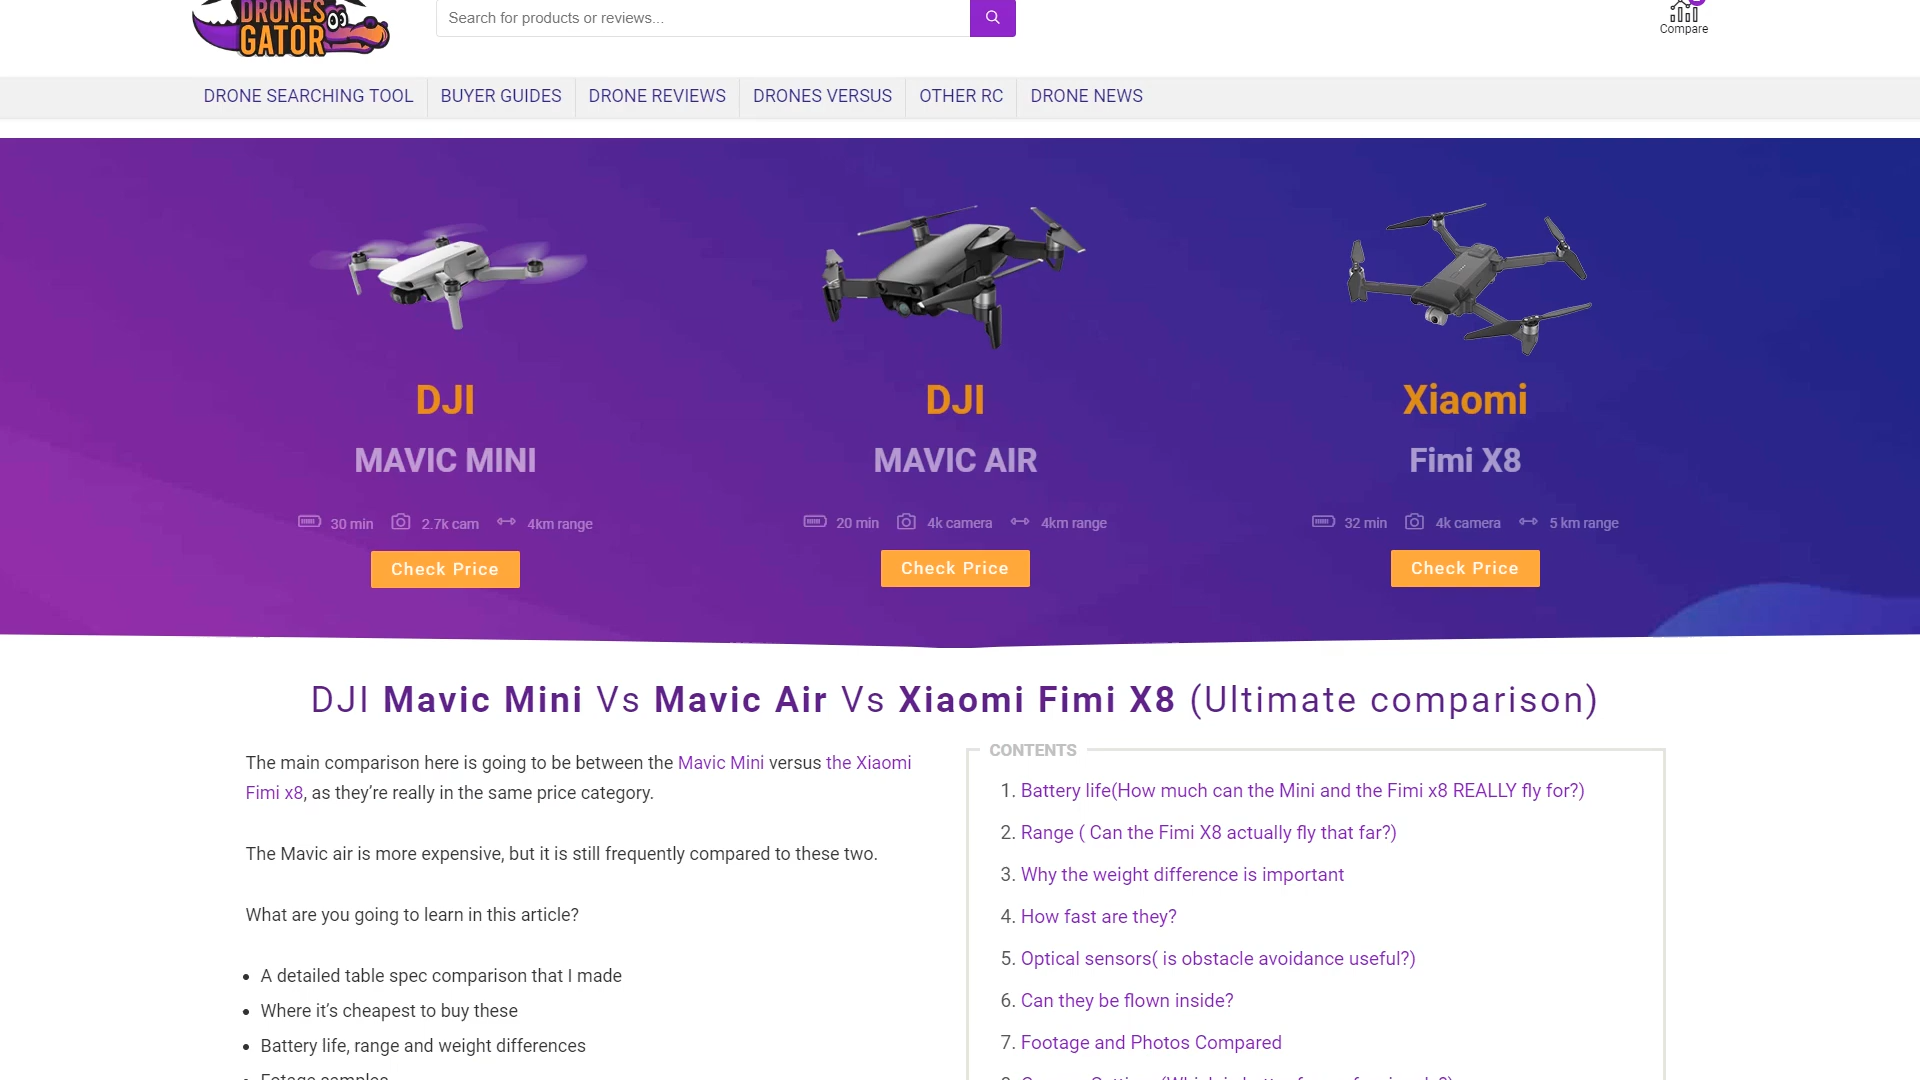 DRONES
GATOR
Search for products or reviews...
Compare
DRONE SEARCHING TOOL
BUYER GUIDES
DRONE REVIEWS
DRONES VERSUS
OTHER RC
DRONE NEWS
DJI
MAVIC MINI
30 min
2.7k cam
4km range
Check Price
DJI
MAVIC AIR
20 min
4k camera
4km range
Check Price
Xiaomi
Fimi X8
32 min
4k camera
5 km range
Check Price
DJI Mavic Mini Vs Mavic Air Vs Xiaomi Fimi X8 (Ultimate comparison)
The main comparison here is going to be between the Mavic Mini versus the Xiaomi
Fimi x8, as they’re really in the same price category.
The Mavic air is more expensive, but it is still frequently compared to these two.
What are you going to learn in this article?
A detailed table spec comparison that I made
Where it’s cheapest to buy these
Battery life, range and weight differences
CONTENTS
1. Battery life(How much can the Mini and the Fimi x8 REALLY fly for?)
2. Range ( Can the Fimi X8 actually fly that far?)
3. Why the weight difference is important
4. How fast are they?
5. Optical sensors( is obstacle avoidance useful?)
6. Can they be flown inside?
7. Footage and Photos Compared